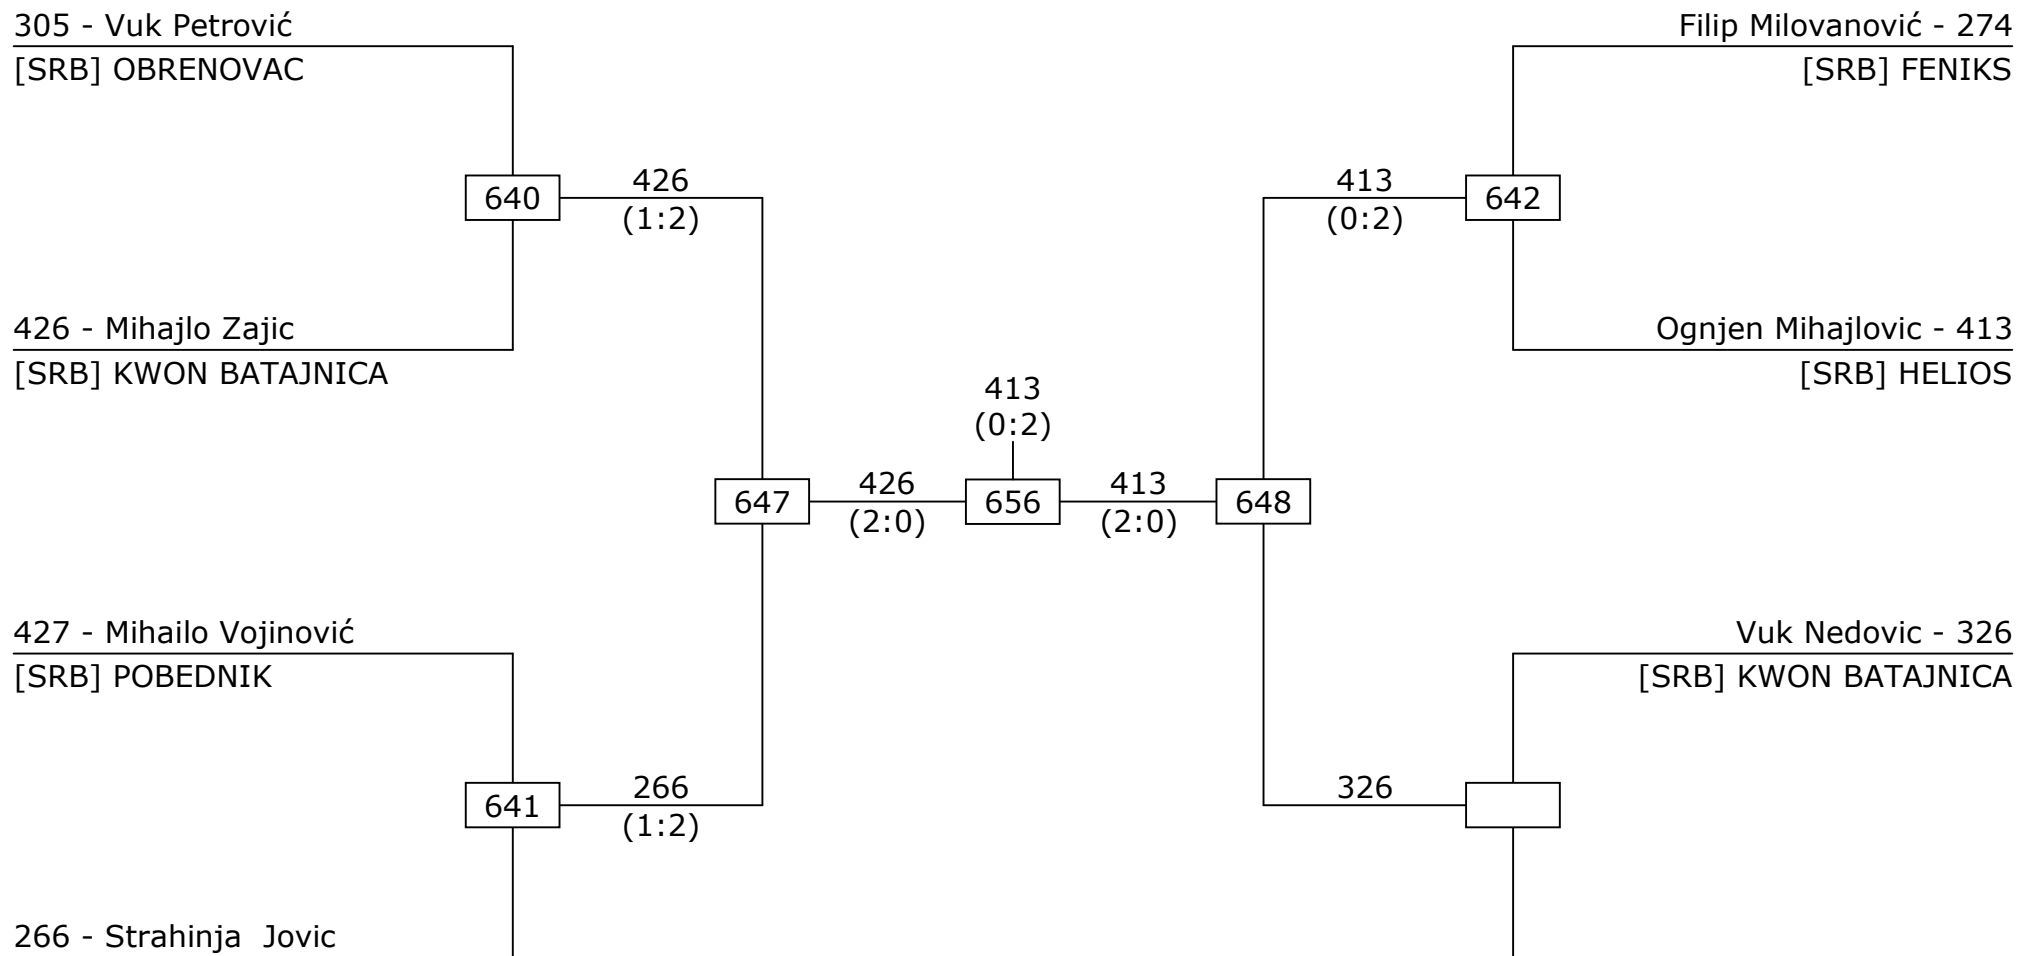 305 - Vuk Petrović
[SRB] OBRENOVAC
Filip Milovanović - 274
[SRB] FENIKS
640
426
(1:2)
413
(0:2)
642
426 - Mihajlo Zajic
[SRB] KWON BATAJNICA
Ognjen Mihajlovic - 413
[SRB] HELIOS
413
(0:2)
647
426
(2:0)
656
413
(2:0)
648
427 - Mihailo Vojinović
[SRB] POBEDNIK
Vuk Nedovic - 326
[SRB] KWON BATAJNICA
641
266
(1:2)
326
266 - Strahinja  Jovic